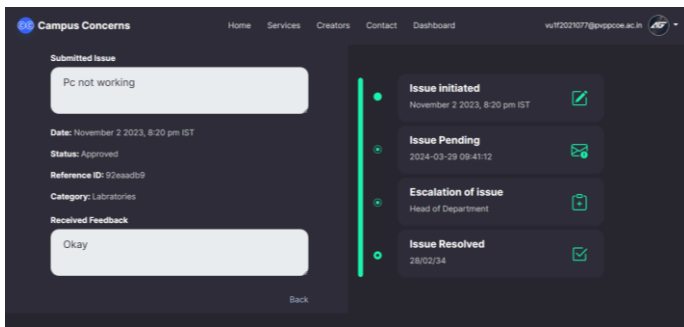 Campus Concerns
Home Services Creators Contact Dashboard
vu1f2021077@pvppcoe.ac.in
Submitted Issue
Pc not working
Date: November 2 2023, 8:20 pm IST
Status: Approved
Reference ID: 92eaadb9
Category: Labratories
Received Feedback
Okay
Back
Issue initiated
November 2 2023, 8:20 pm IST
Issue Pending
2024-03-29 09:41:12
Escalation of issue
Head of Department
Issue Resolved
28/02/34